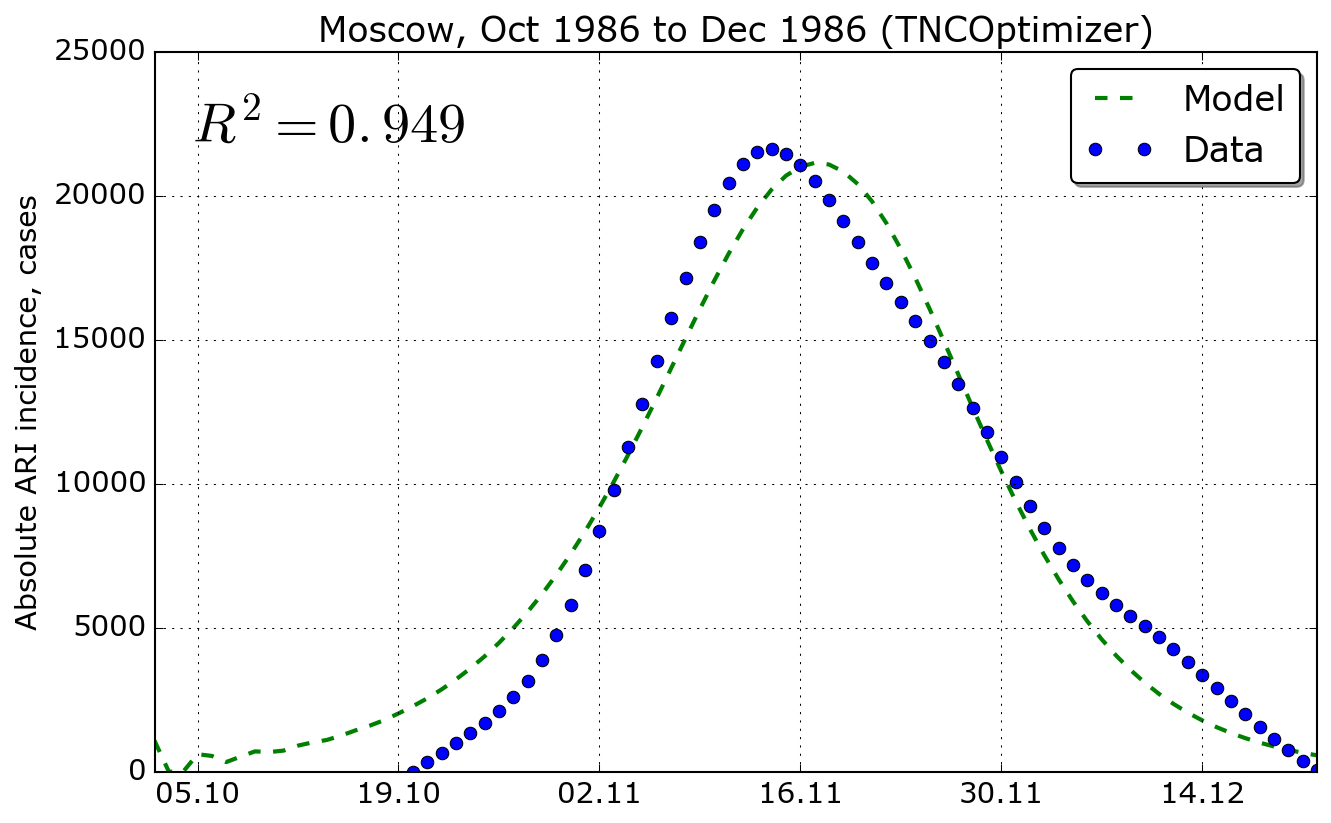 Moscow, Oct 1986 to Dec 1986 (TNCOptimizer)
25000
20000
15000
10000
5000
0
Absolute ARI incidence, cases
R² = 0.949
Model
Data
05.10 19.10 02.11 16.11 30.11 14.12